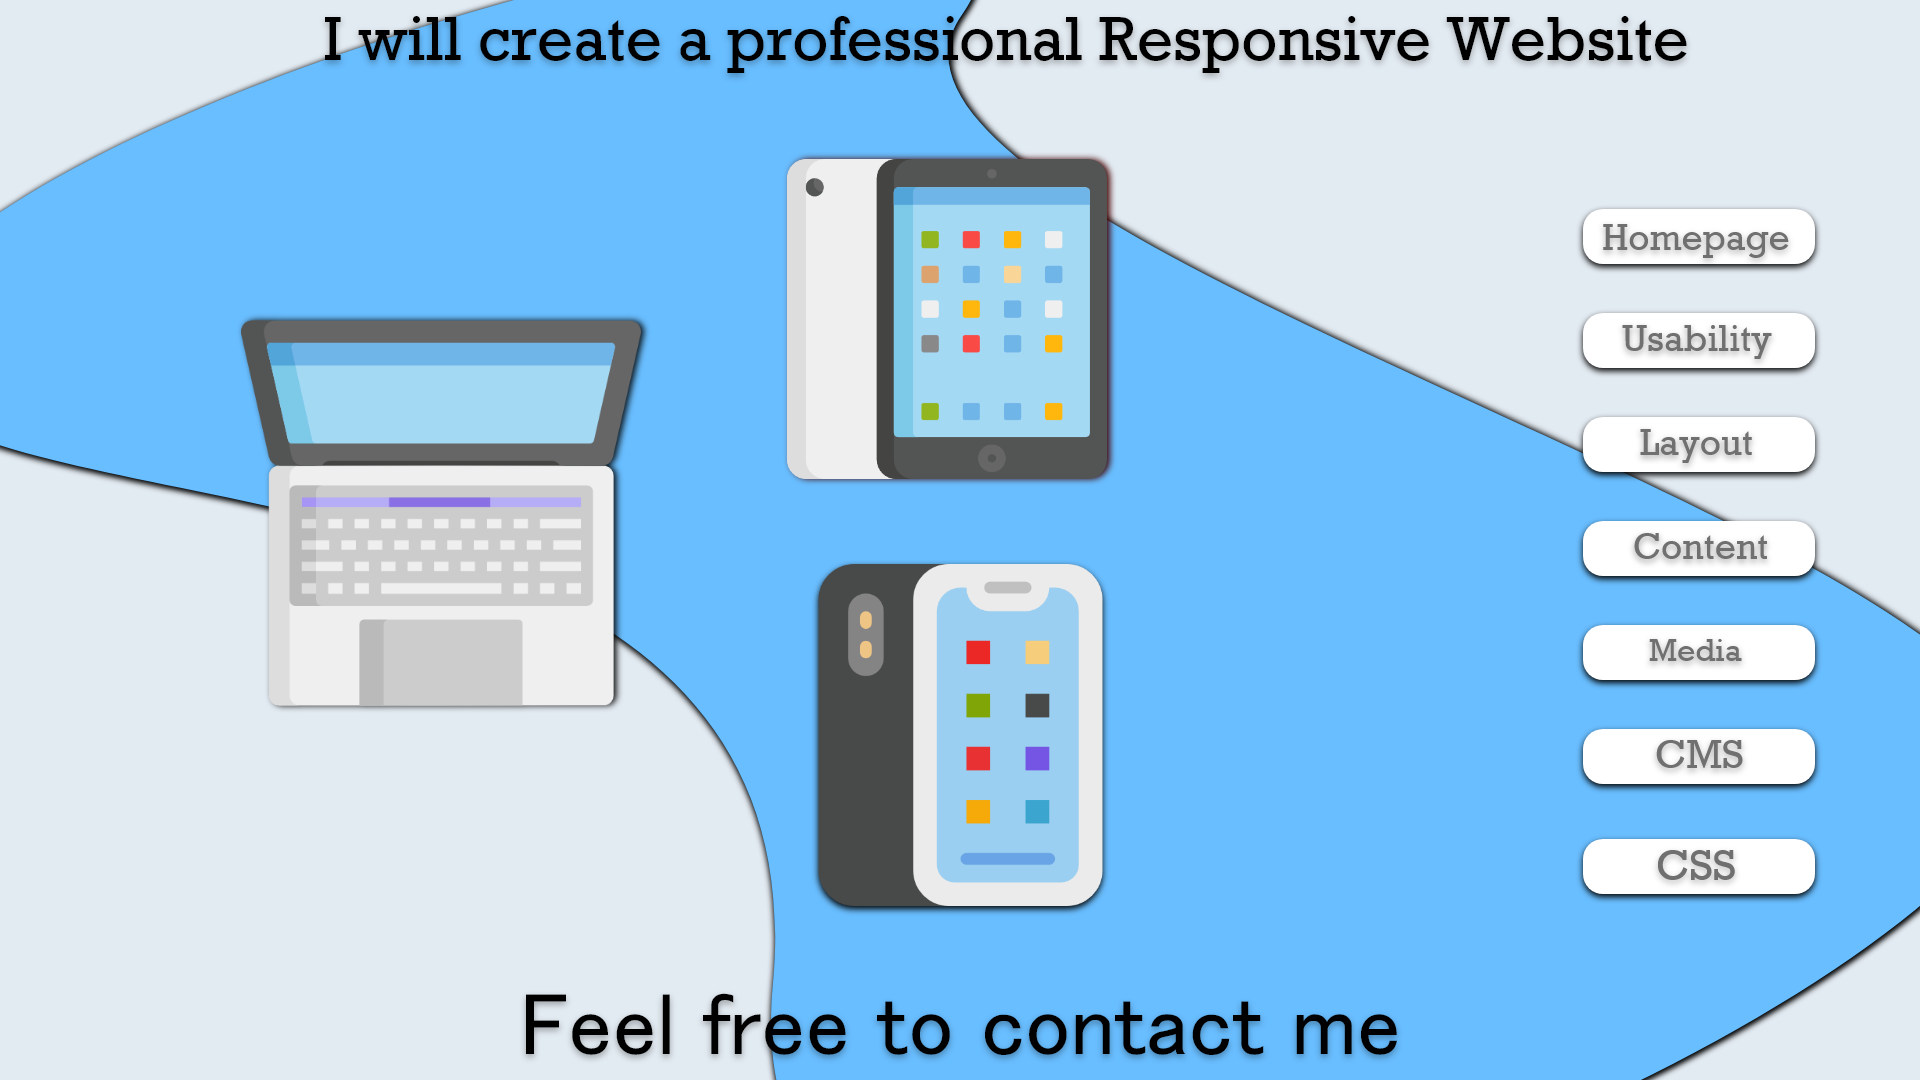 I will create a professional Responsive Website
Homepage
Usability
Layout
Content
Media
CMS
CSS
Feel free to contact me